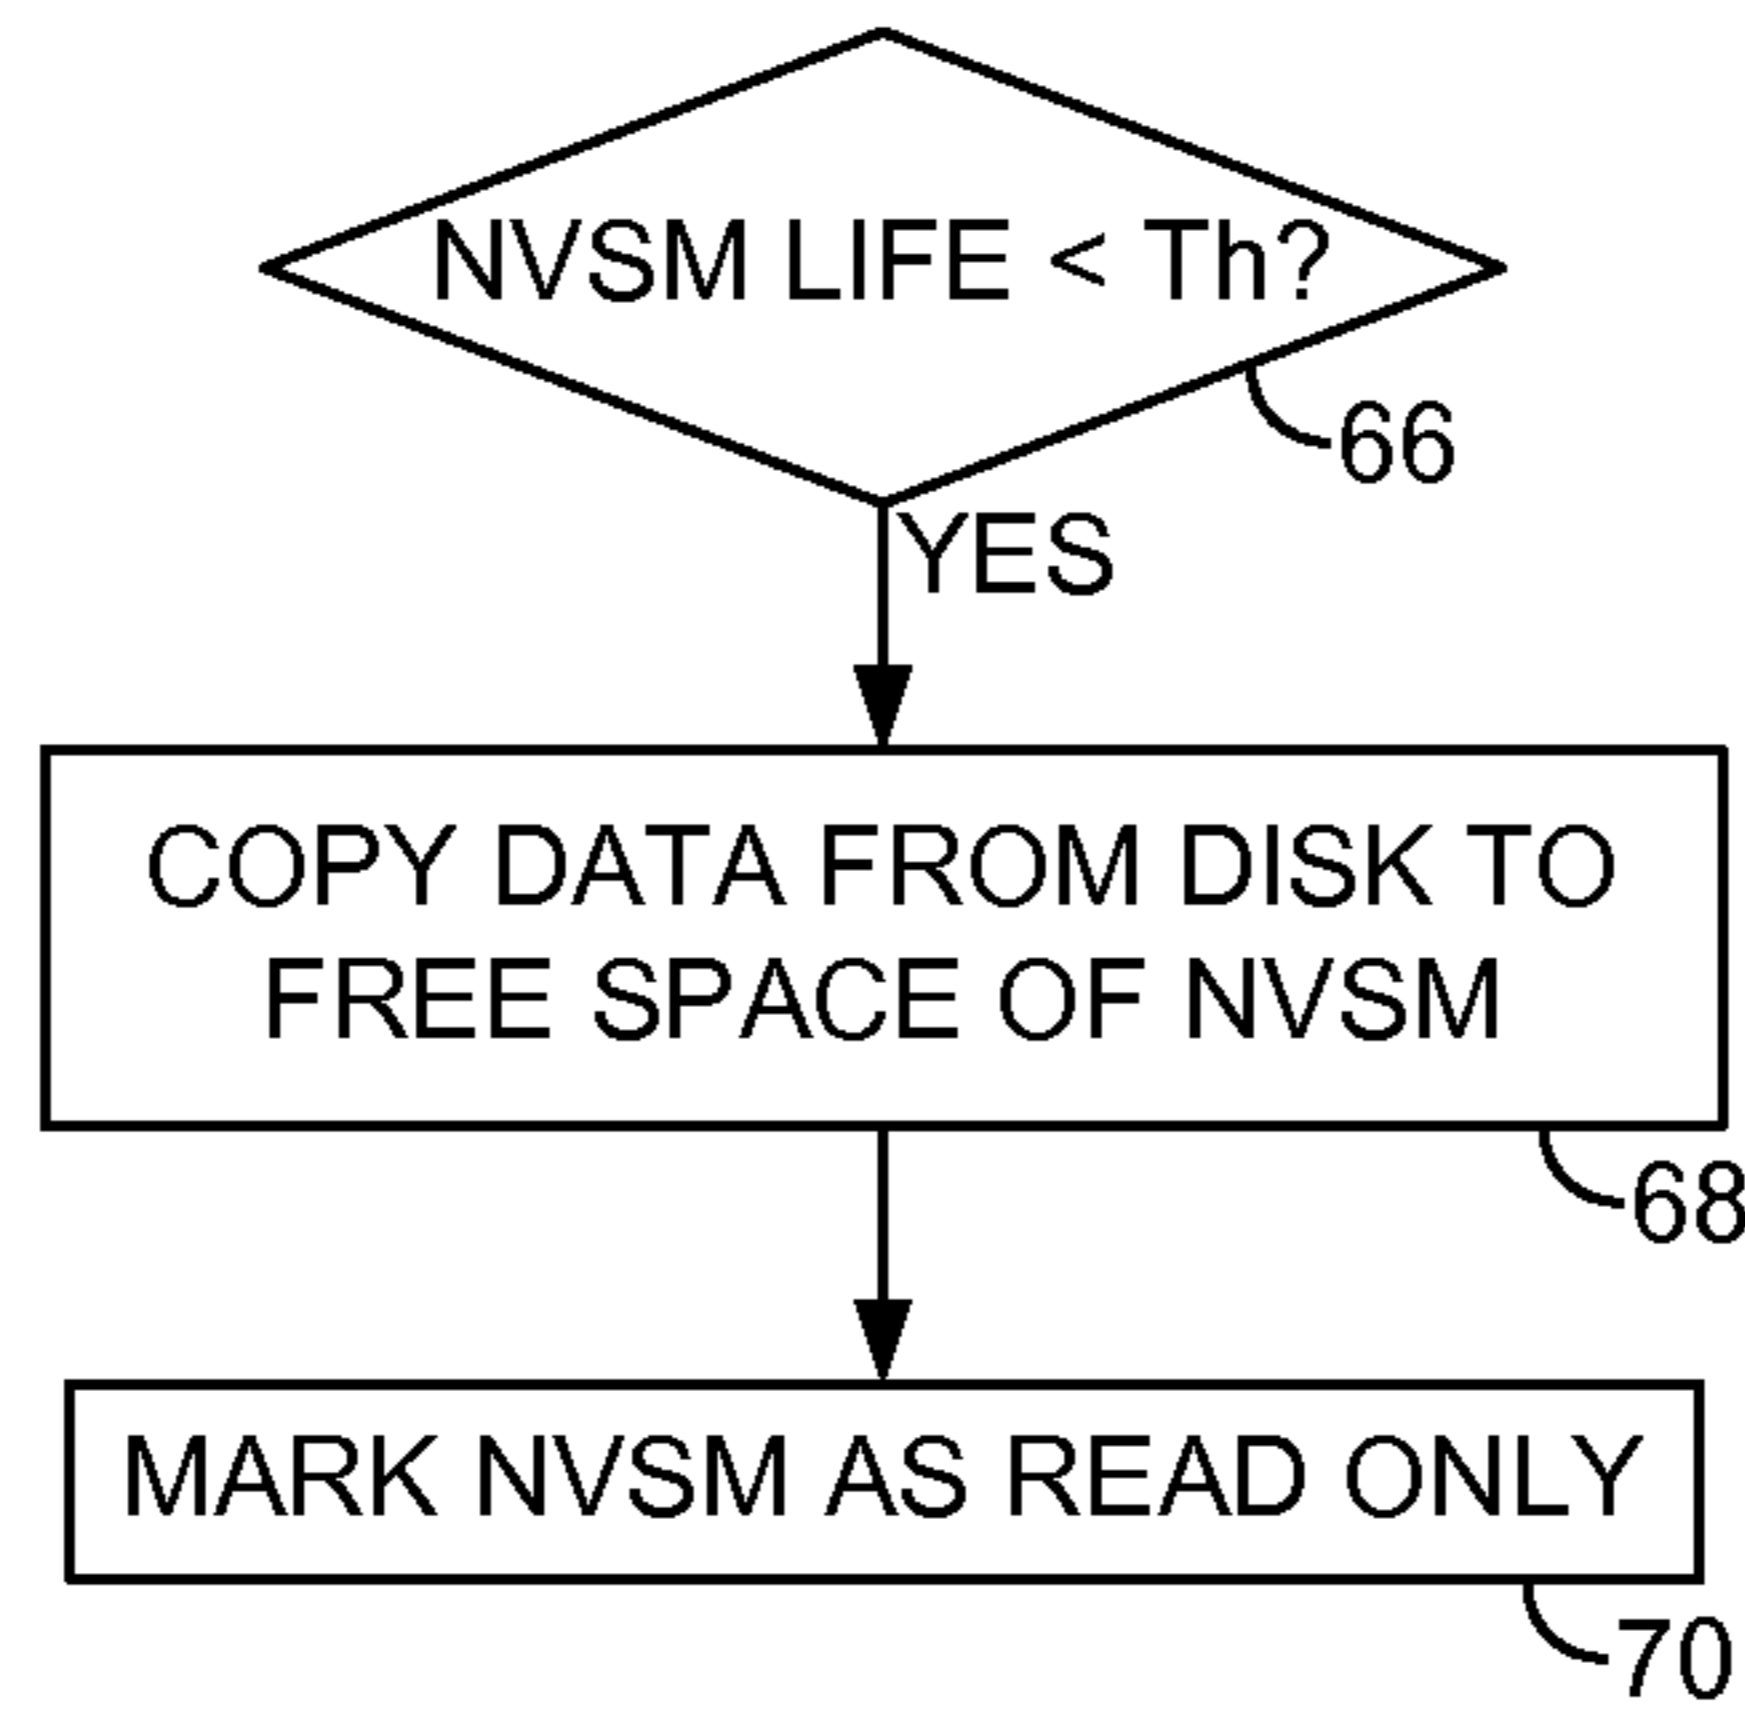 NVSM LIFE < Th?
66
YES
COPY DATA FROM DISK TO
FREE SPACE OF NVSM
68
MARK NVSM AS READ ONLY
70